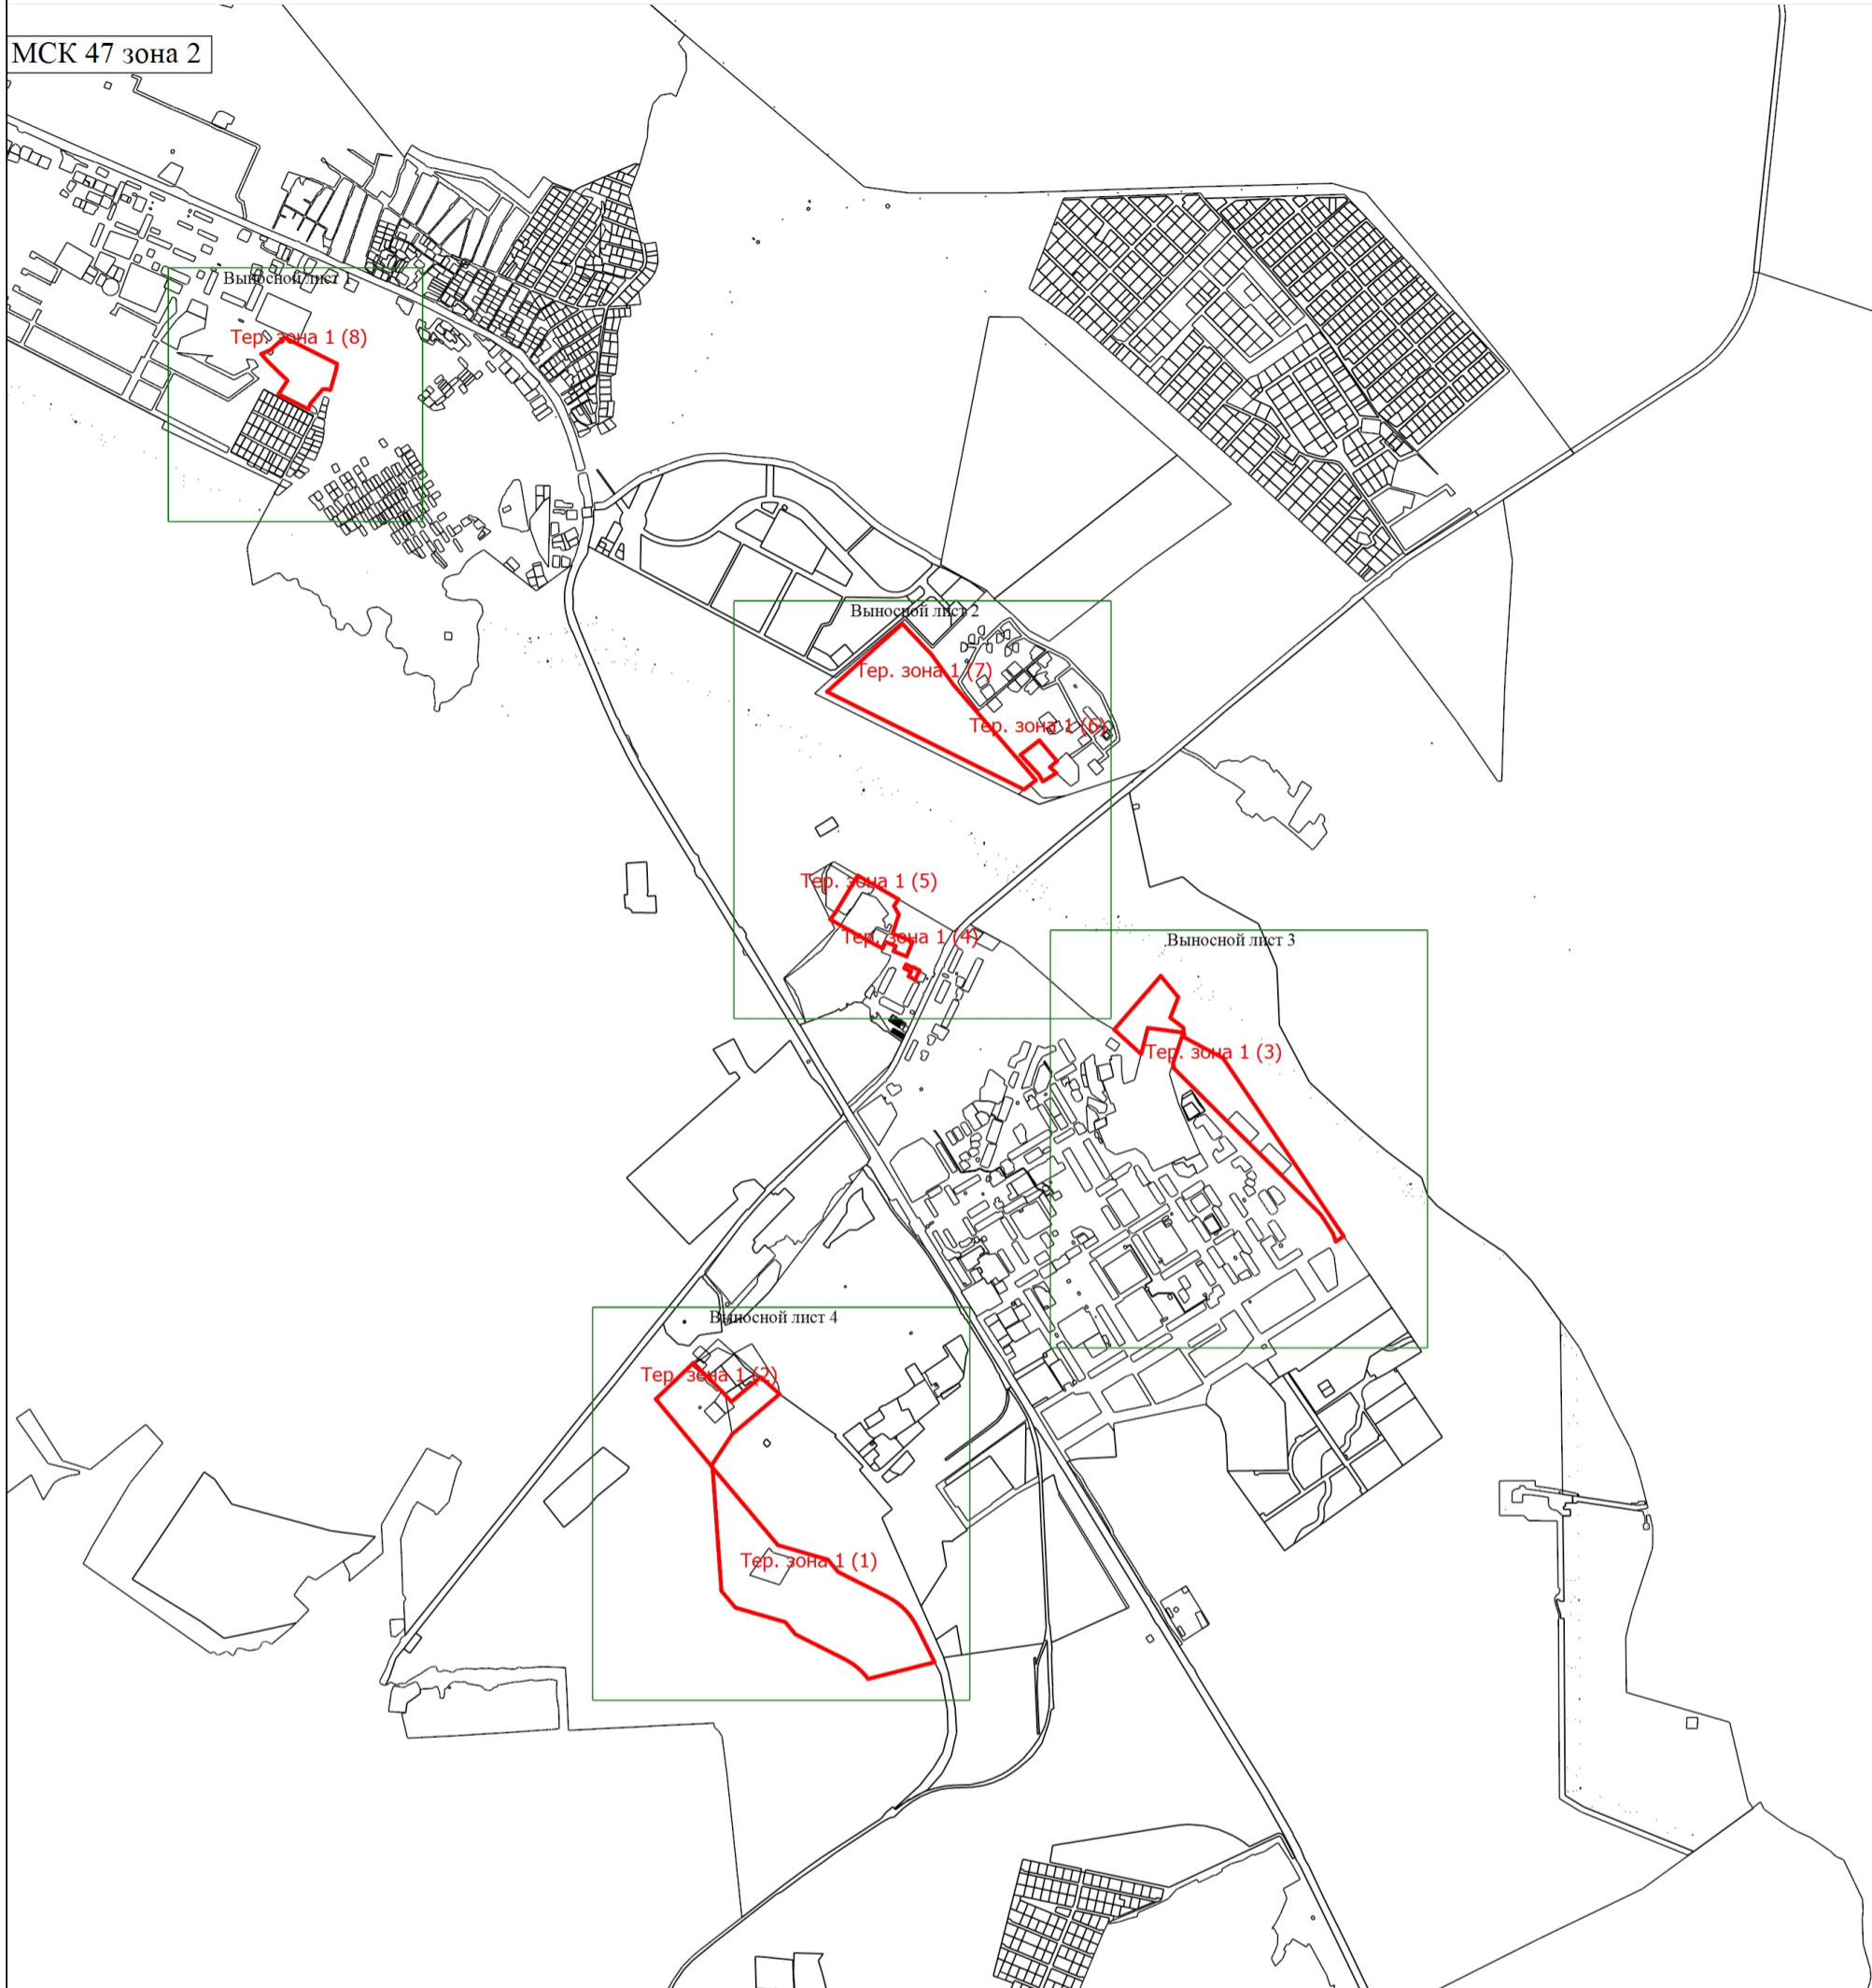 МСК 47 зона 2
Выносной лист 1
Тер. зона 1 (8)
Выносной лист 2
Тер. зона 1 (7)
Тер. зона 1 (6)
Тер. зона 1 (5)
Тер. зона 1 (4)
Выносной лист 3
Тер. зона 1 (3)
Выносной лист 4
Тер. зона 1 (2)
Тер. зона 1 (1)